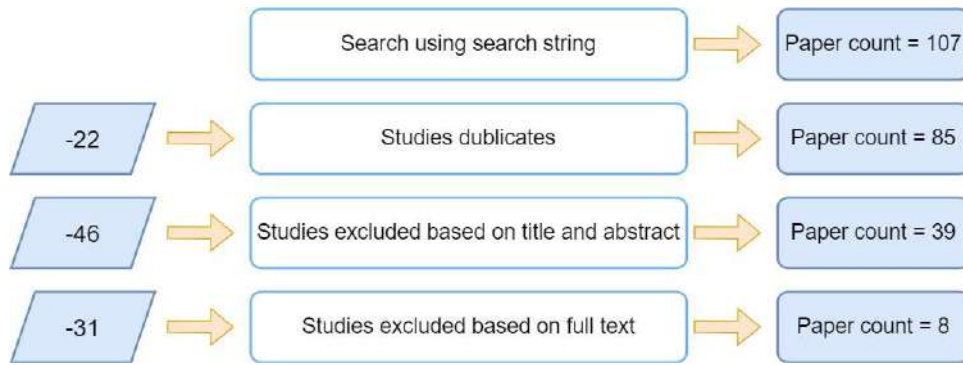 Search using search string
Paper count = 107
-22
Studies dublicates
Paper count = 85
-46
Studies excluded based on title and abstract
Paper count = 39
-31
Studies excluded based on full text
Paper count = 8